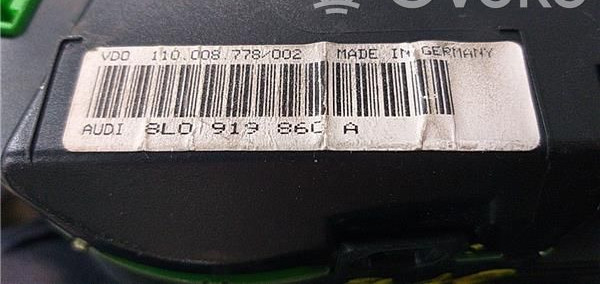 VDO 110.008.778/002 MADE IN GERMANY
AUDI 8L0 919 860 A